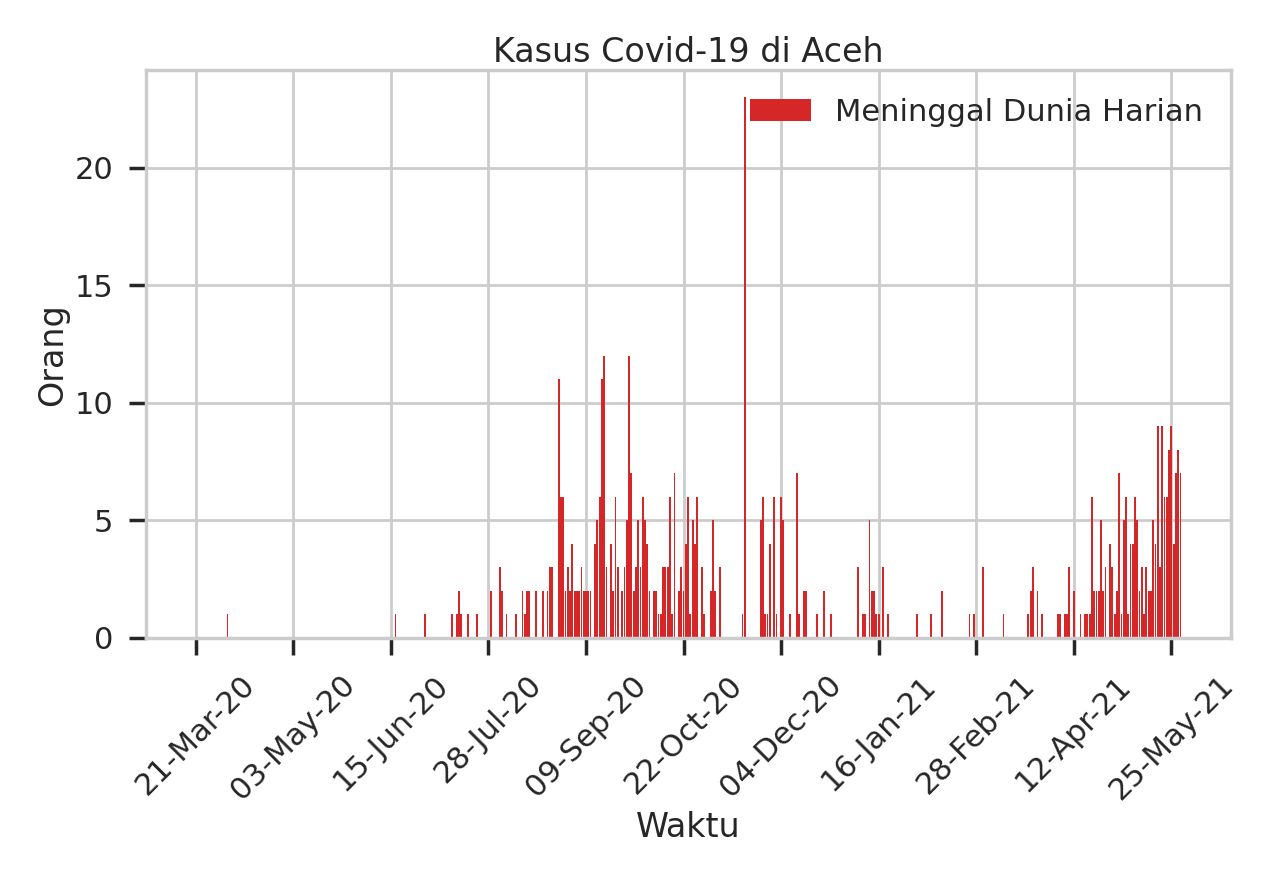 Kasus Covid-19 di Aceh
Meninggal Dunia Harian
Orang
20
15
10
5
0
21-Mar-20
03-May-20
15-Jun-20
28-Jul-20
09-Sep-20
22-Oct-20
04-Dec-20
16-Jan-21
28-Feb-21
12-Apr-21
25-May-21
Waktu